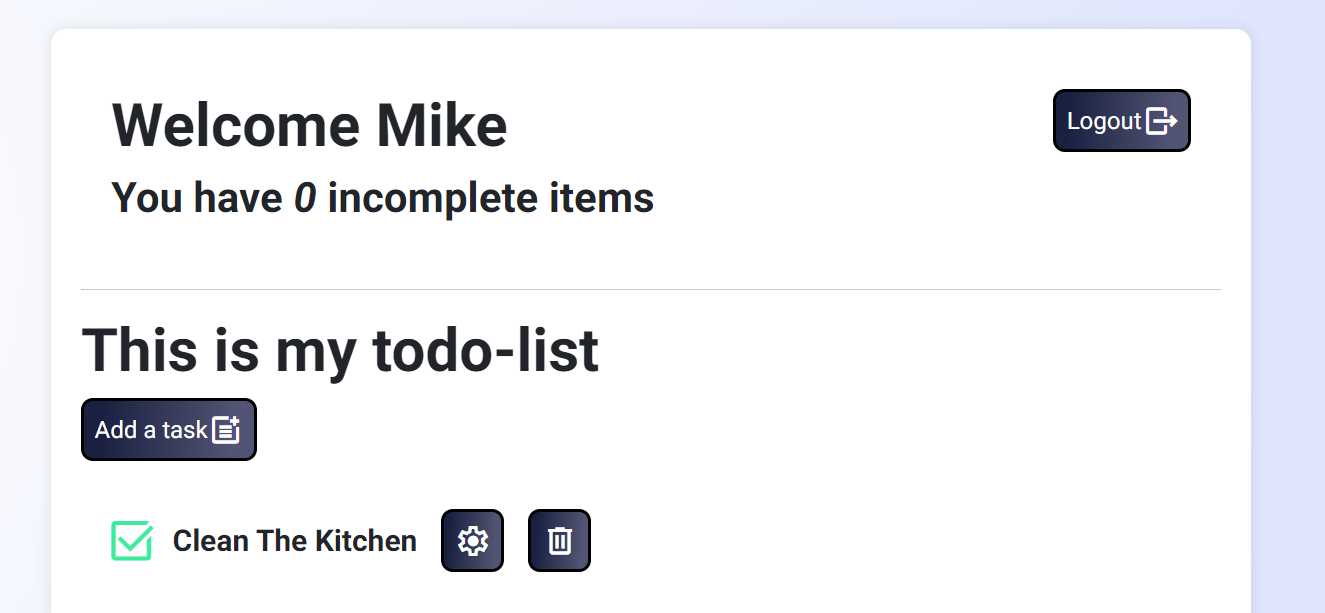 Welcome Mike
Logout
You have 0 incomplete items
This is my todo-list
Add a task
Clean The Kitchen